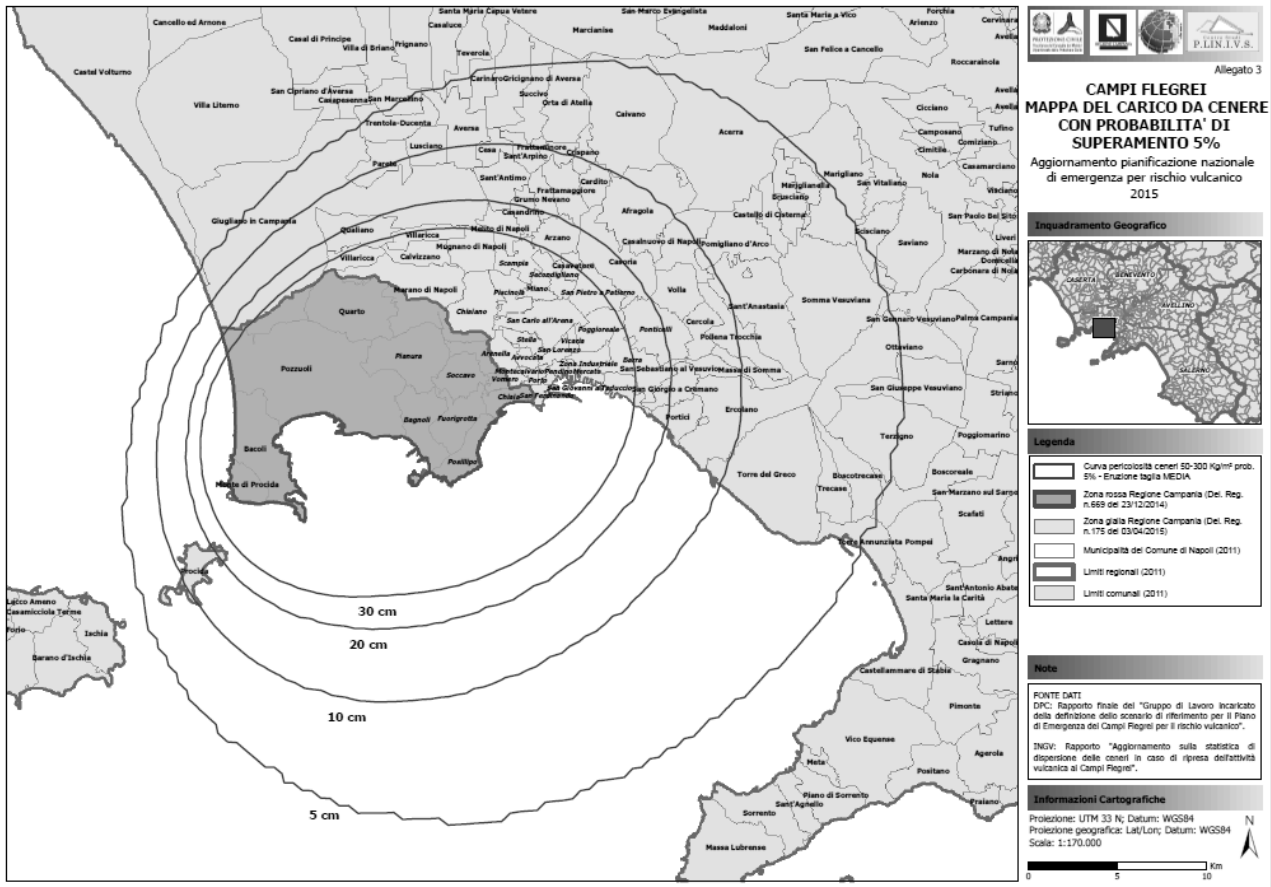 Allegato 3
CAMPI FLEGREI
MAPPA DEL CARICO DA CENERE
CON PROBABILITA' DI
SUPERAMENTO 5%
Aggiornamento pianificazione nazionale
di emergenza per rischio vulcanico
2015
PROTEZIONE CIVILE
Centro Studi
P.LIN.I.V.S.
Inquadramento Geografico
CASERTA
BENEVENTO
AVELLINO
SALERNO
Legenda
Curva pericolosità ceneri 50-300 Kg/m² prob.
5% - Eruzione taglia MEDIA
Zona rossa Regione Campania (Del. Reg.
n.669 del 23/12/2014)
Zona gialla Regione Campania (Del. Reg.
n.175 del 03/04/2015)
Municipalità del Comune di Napoli (2011)
Limiti regionali (2011)
Limiti comunali (2011)
Note
FONTE DATI
DPC: Rapporto finale del "Gruppo di Lavoro incaricato
della definizione dello scenario di riferimento per il Piano
di Emergenza dei Campi Flegrei per il rischio vulcanico".
INGV: Rapporto "Aggiornamento sulla statistica di
dispersione delle ceneri in caso di ripresa dell'attività
vulcanica ai Campi Flegrei".
Informazioni Cartografiche
Proiezione: UTM 33 N; Datum: WGS84
Proiezione geografica: Lat/Lon; Datum: WGS84
Scala: 1:170.000
N
Km
0 5 10
Cancello ed Arnone
Santa Maria Capua Vetere
San Marco Evangelista
Casaluce
Marcianise
Maddaloni
Santa Maria a Vico
Forchia
Arienzo
Cervinara
Avella
Casal di Principe
Villa di Briano
Frignano
Teverola
San Felice a Cancello
Roccarainola
Castel Volturno
Carinaro
Gricignano di Aversa
Villa Literno
San Cipriano d'Aversa
Casapesenna
San Marcellino
Succivo
Orta di Atella
Caivano
Acerra
Cicciano
Avella
Avella
Trentola-Ducenta
Aversa
Camposano
Tufino
Comiziano
Cimitile
Lusciano
Cesa
Frattaminore
Sant'Arpino
Crispano
Casamarciano
Parete
Sant'Antimo
Cardito
Frattamaggiore
Grumo Nevano
Mariglianella
Marigliano
San Vitaliano
Nola
Visciano
Brusciano
Giugliano in Campania
Casandrino
Afragola
Castello di Cisterna
San Paolo Bel Sito
Qualiano
Villaricca
Melito di Napoli
Arzano
Casalnuovo di Napoli
Pomigliano d'Arco
Scisciano
Saviano
Liveri
Mugnano di Napoli
Villaricca
Calvizzano
Scampia
Casavatore
Casoria
Secondigliano
Marzano di Nola
Domicella
Carbonara di Nola
Marano di Napoli
Piscinola
Miano
San Pietro a Patierno
Volla
Sant'Anastasia
Somma Vesuviana
Quarto
Chiaiano
San Carlo all'Arena
Poggioreale
Ponticelli
Cercola
Pollena Trocchia
San Gennaro Vesuviano
Palma Campania
Stella
Vicaria
San Lorenzo
Ottaviano
Pianura
Arenella
Avvocata
Zona Industriale
Barra
Sarno
Pozzuoli
Soccavo
Montecalvario
Pendino
Mercato
Vomero
Porto
San Sebastiano al Vesuvio
Massa di Somma
San Giovanni a Teduccio
San Giorgio a Cremano
San Giuseppe Vesuviano
Striano
Chiaia
San Ferdinando
Bagnoli
Fuorigrotta
Portici
Ercolano
Terzigno
Poggiomarino
Bacoli
Posillipo
Torre del Greco
Boscotrecase
Trecase
Boscoreale
Monte di Procida
San Marzano sul Sarno
Scafati
Torre Annunziata
Pompei
Angri
Procida
Sant'Antonio Abate
Santa Maria la Carità
Lettere
Lacco Ameno
Casamicciola Terme
Forio
Ischia
Barano d'Ischia
Casola di Napoli
Gragnano
Castellammare di Stabia
Pimonte
Vico Equense
Agerola
Meta
Positano
Piano di Sorrento
Sant'Agnello
Praiano
Sorrento
Massa Lubrense
30 cm
20 cm
10 cm
5 cm